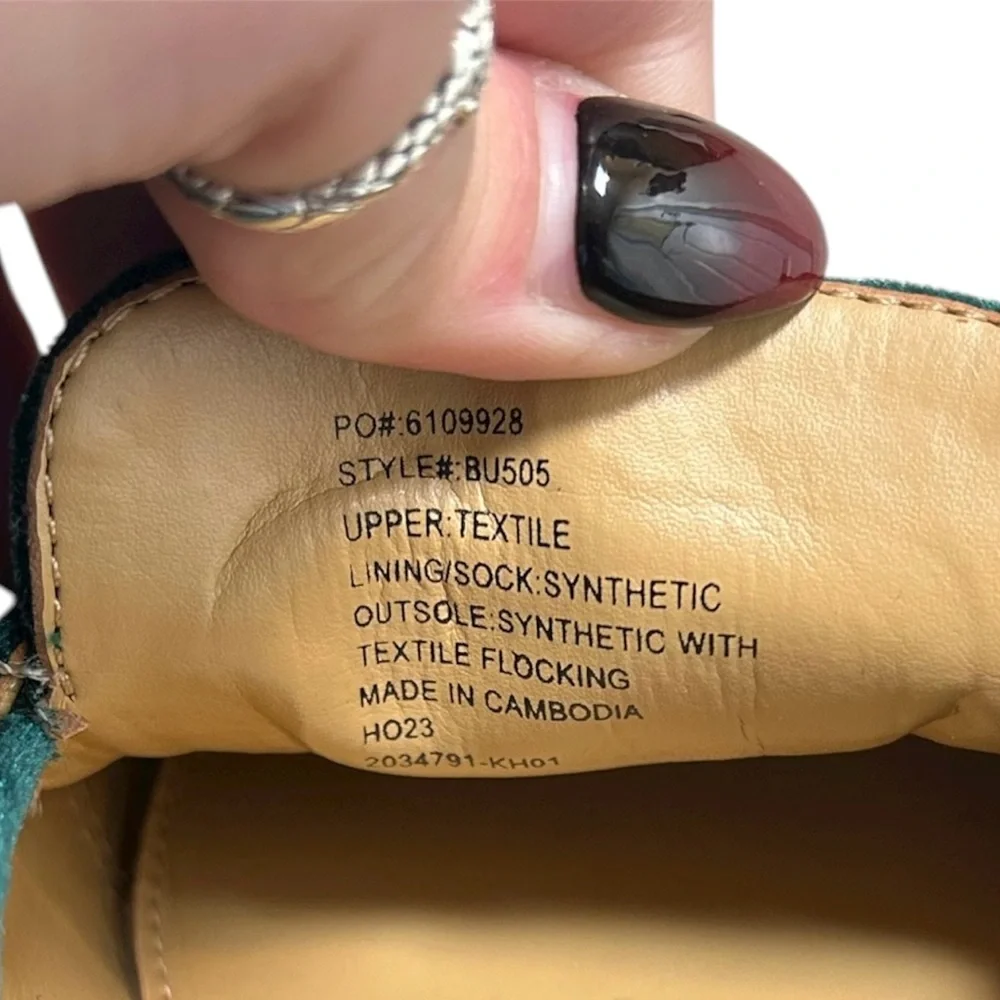 PO#:6109928
STYLE#:BU505
UPPER:TEXTILE
LINING/SOCK:SYNTHETIC
OUTSOLE:SYNTHETIC WITH
TEXTILE FLOCKING
MADE IN CAMBODIA
HO23
2034791-KH01